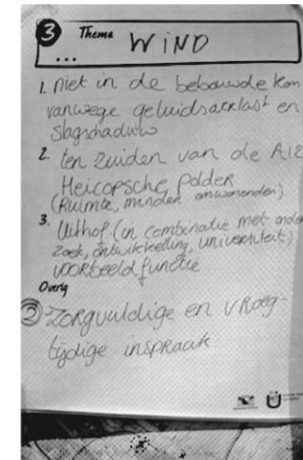 3 Thema WIND
...
1. niet in de bebouwde kom
vanwege geluidsoverlast en
slagschaduw
2. ten zuiden van de A12
Heicopsche Polder
(Ruimte, minder omwonenden)
3. Uithof (in combinatie met onder
zoek, ontwikkeling, universiteit)
voorbeeldfunctie
Overig
2 Zorgvuldige en vroeg-
tijdige inspraak